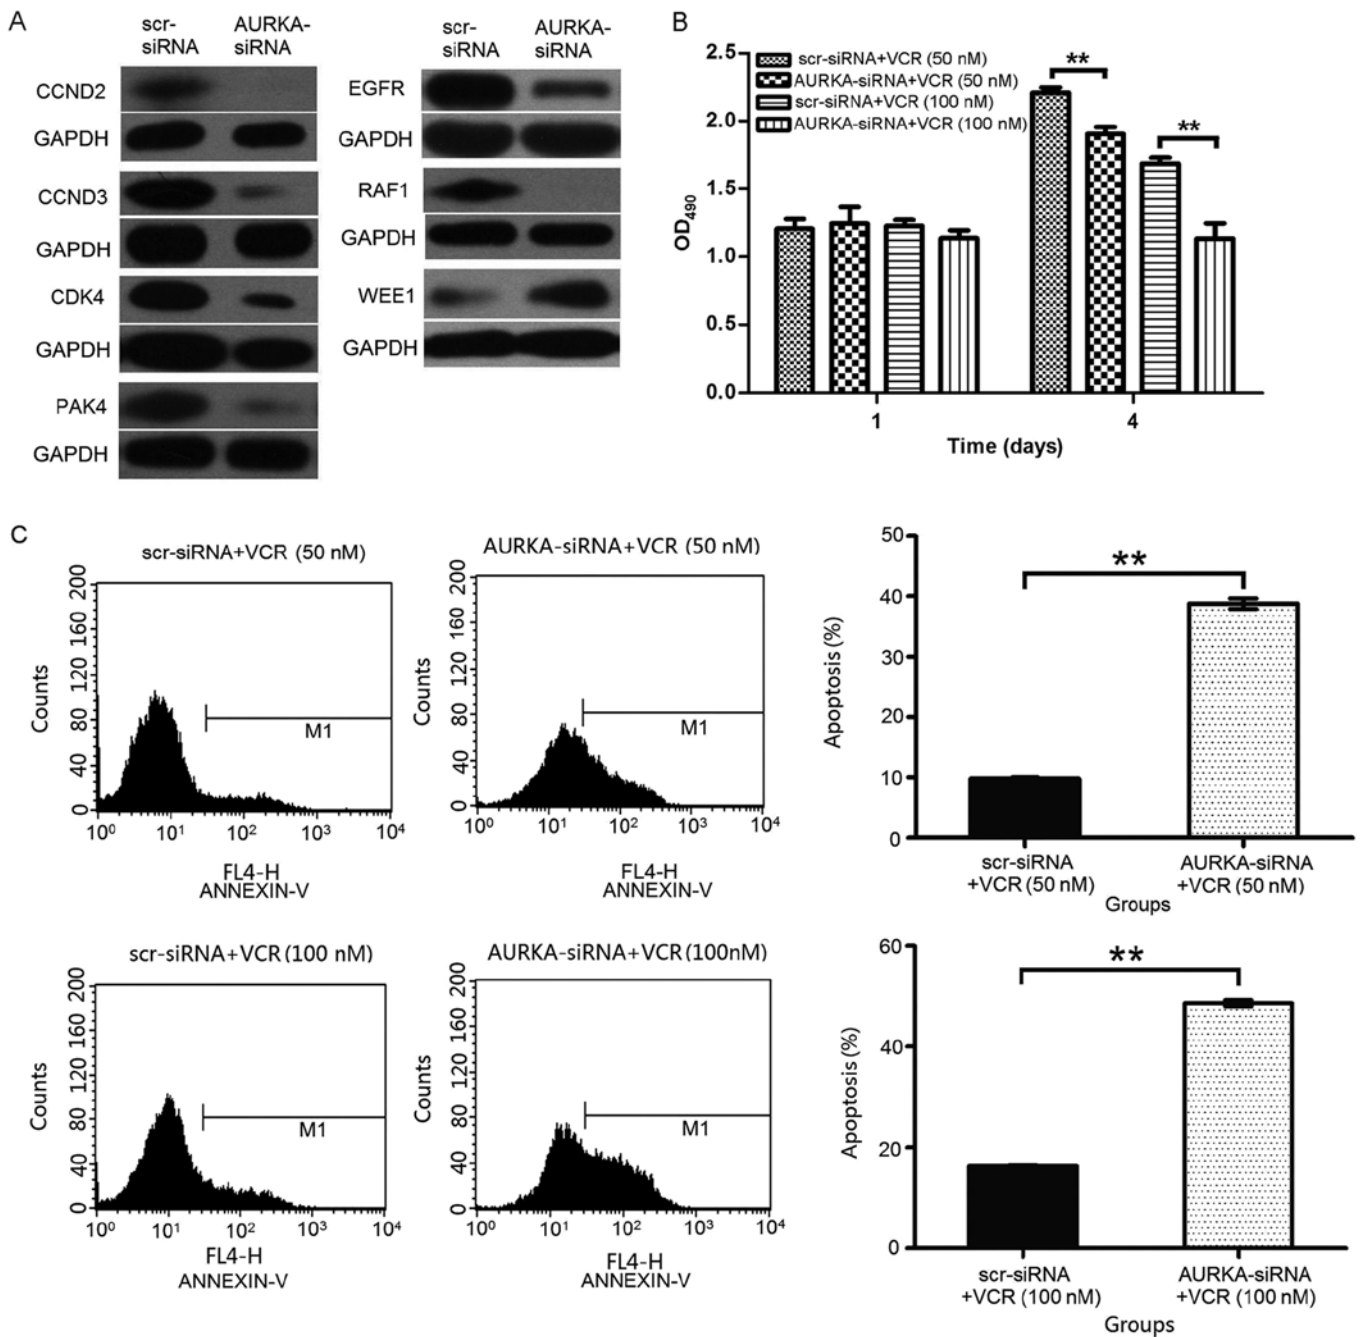 A
scr-
siRNA
AURKA-
siRNA
CCND2
GAPDH
CCND3
GAPDH
CDK4
GAPDH
PAK4
GAPDH
scr-
siRNA
AURKA-
siRNA
EGFR
GAPDH
RAF1
GAPDH
WEE1
GAPDH
B
scr-siRNA+VCR (50 nM)
AURKA-siRNA+VCR (50 nM)
scr-siRNA+VCR (100 nM)
AURKA-siRNA+VCR (100 nM)
**
**
OD490
2.5
2.0
1.5
1.0
0.5
0.0
1
4
Time (days)
C
scr-siRNA+VCR (50 nM)
Counts
200
160
120
80
40
0
M1
10⁰ 10¹ 10² 10³ 10⁴
FL4-H
ANNEXIN-V
AURKA-siRNA+VCR (50 nM)
Counts
200
160
120
80
40
0
M1
10⁰ 10¹ 10² 10³ 10⁴
FL4-H
ANNEXIN-V
Apoptosis (%)
50
40
30
20
10
0
**
scr-siRNA
+VCR (50 nM)
AURKA-siRNA
+VCR (50 nM)
Groups
scr-siRNA+VCR (100 nM)
Counts
200
160
120
80
40
0
M1
10⁰ 10¹ 10² 10³ 10⁴
FL4-H
ANNEXIN-V
AURKA-siRNA+VCR (100nM)
Counts
200
160
120
80
40
0
M1
10⁰ 10¹ 10² 10³ 10⁴
FL4-H
ANNEXIN-V
Apoptosis (%)
60
40
20
0
**
scr-siRNA
+VCR (100 nM)
AURKA-siRNA
+VCR (100 nM)
Groups